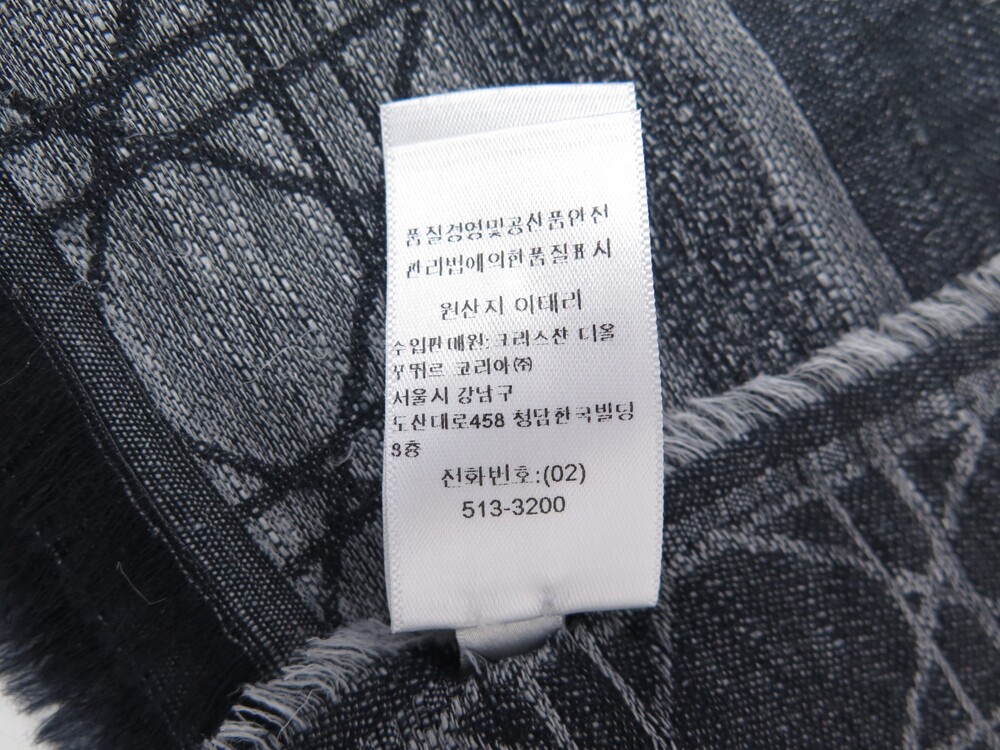 품질경영및공산품안전
관리법에의한품질표시
원산지 이태리
수입판매원: 크리스챤 디올
꾸뛰르 코리아㈜
서울시 강남구
도산대로458 청담한국빌딩
8층
전화번호:(02)
513-3200